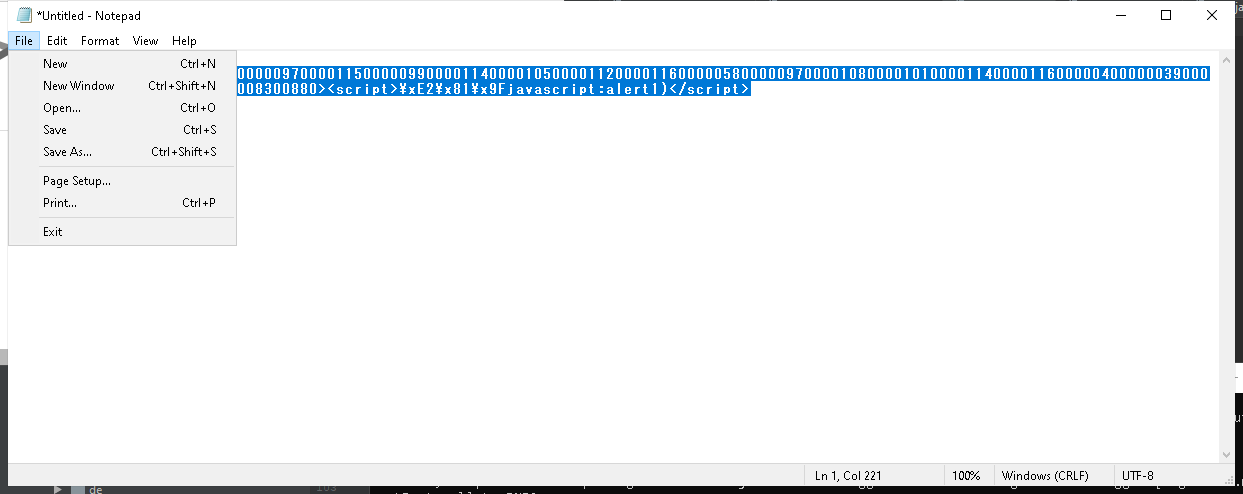 *Untitled - Notepad
File Edit Format View Help
New Ctrl+N
New Window Ctrl+Shift+N
Open... Ctrl+O
Save Ctrl+S
Save As... Ctrl+Shift+S
Page Setup...
Print... Ctrl+P
Exit
000009700001150000099000011400001050000112000011600000580000097000010800001010000114000011600000400000039000
008300880><script>¥xE2¥x81¥x9Fjavascript:alert1)</script>
Ln 1, Col 221 100% Windows (CRLF) UTF-8
de
103